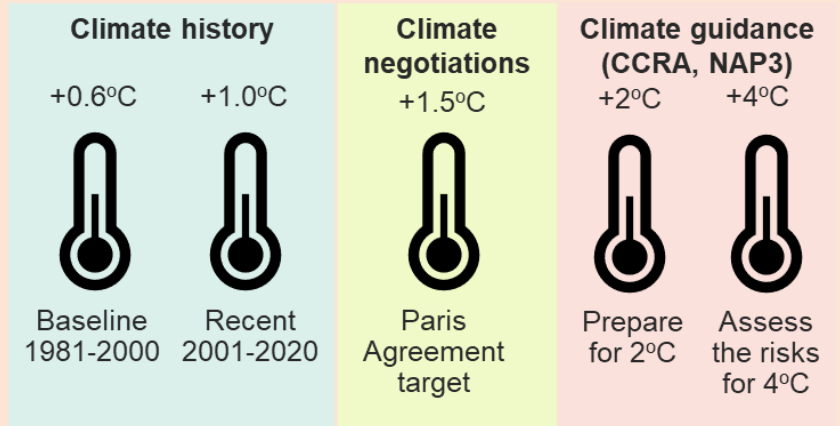 Climate history
+0.6ºC
+1.0ºC
Baseline
1981-2000
Recent
2001-2020
Climate
negotiations
+1.5ºC
Paris
Agreement
target
Climate guidance
(CCRA, NAP3)
+2ºC
+4ºC
Prepare
for 2ºC
Assess
the risks
for 4ºC